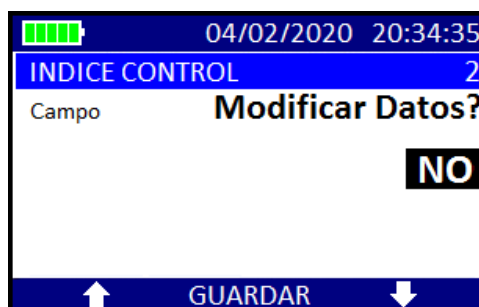 04/02/2020 20:34:35
INDICE CONTROL 2
Campo Modificar Datos?
NO
GUARDAR